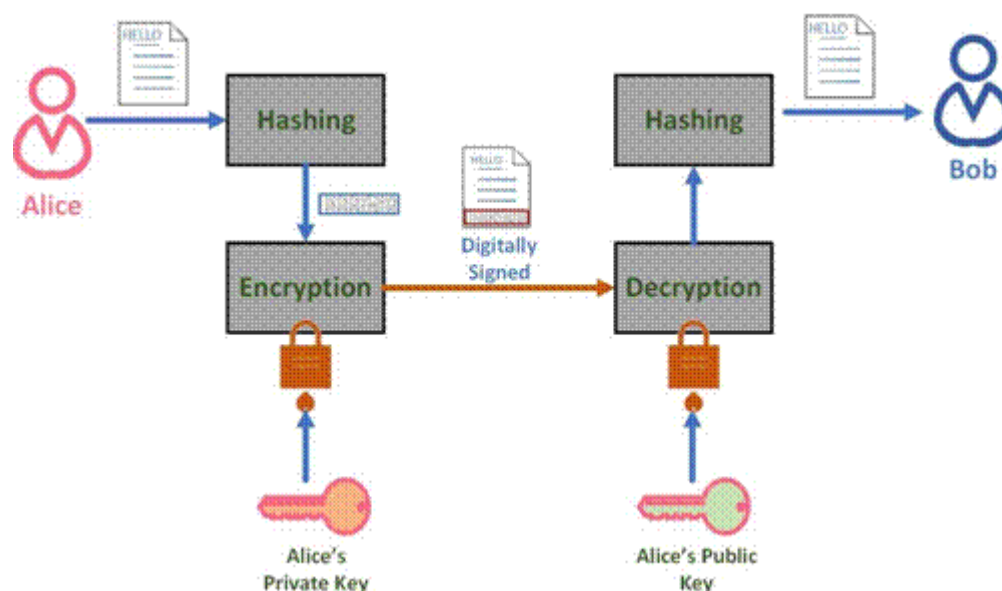 HELLO
HELLO
Hashing
Hashing
Alice
Bob
HELLO
Digitally
Signed
Encryption
Decryption
Alice's
Private Key
Alice's Public
Key